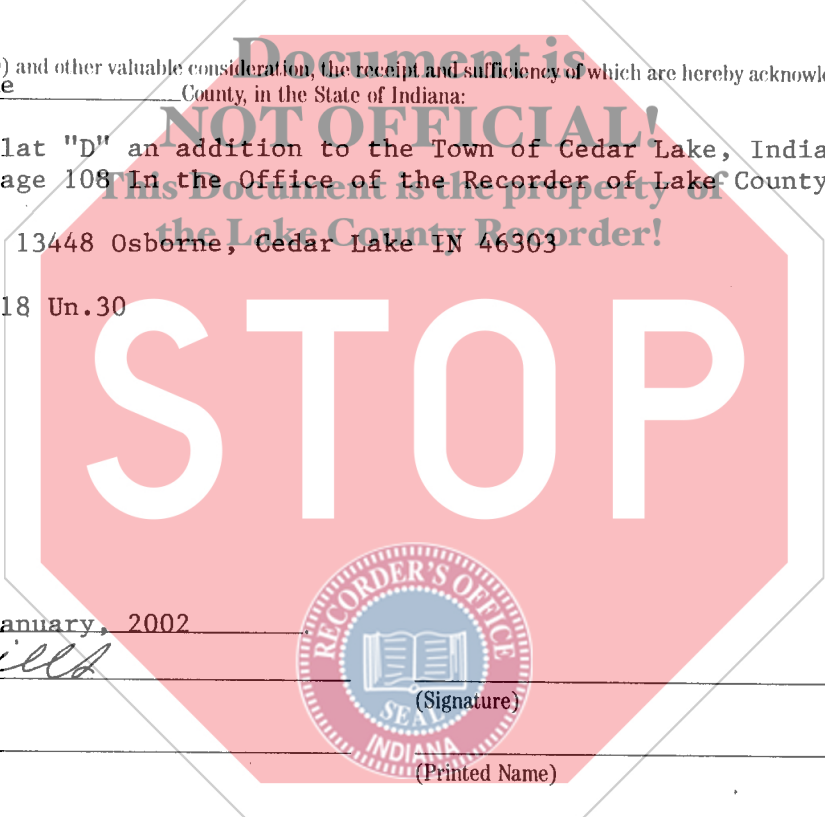 Document is
) and other valuable consideration, the receipt and sufficiency of which are hereby acknowle
e
County, in the State of Indiana:
NOT OFFICIAL!
lat "D" an addition to the Town of Cedar Lake, India
age 108 In the Office of the Recorder of Lake County
This Document is the property of
the Lake County Recorder!
13448 Osborne, Cedar Lake IN 46303
18 Un.30
STOP
RECORDER'S OFFICE
SEAL
INDIANA
anuary, 2002
ills
(Signature)
(Printed Name)